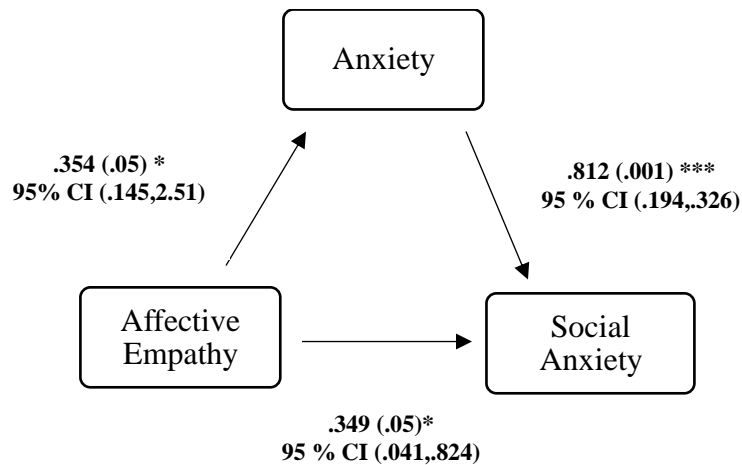 Anxiety
.354 (.05) *
95% CI (.145,2.51)
.812 (.001) ***
95 % CI (.194,.326)
Affective
Empathy
Social
Anxiety
.349 (.05)*
95 % CI (.041,.824)